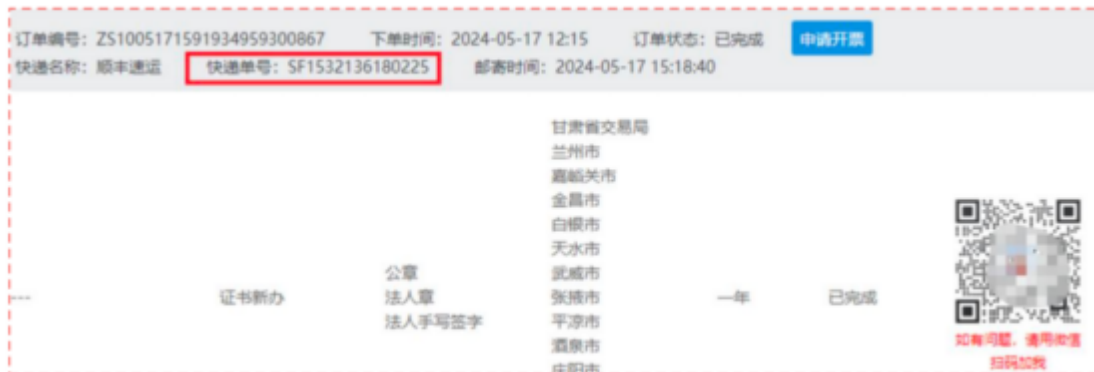 订单编号：ZS10051715919349593008​67 下单时间：2024-05-17 12:15 订单状态：已完成 申请开票
快递名称：顺丰速运 快递单号：SF1532136180225 邮寄时间：2024-05-17 15:18:40
甘肃省交易局
兰州市
嘉峪关市
金昌市
白银市
天水市
公章 武威市
--- 证书新办 法人章 张掖市 一年 已完成
法人手写签字 平凉市
酒泉市
庆阳市
如有问题，请用微信
扫码加我